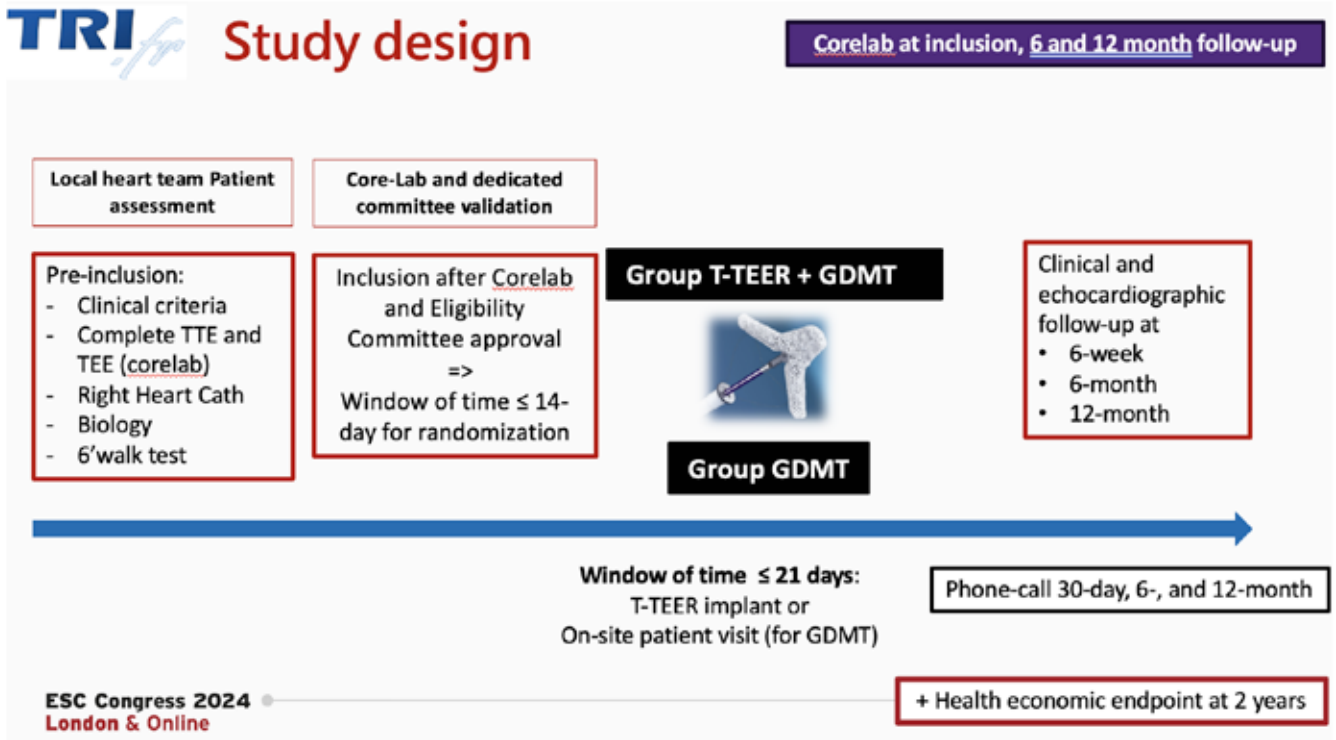 TRI.fr
Study design
Corelab at inclusion, 6 and 12 month follow-up
Local heart team Patient
assessment
Core-Lab and dedicated
committee validation
Pre-inclusion:
- Clinical criteria
- Complete TTE and
TEE (corelab)
- Right Heart Cath
- Biology
- 6'walk test
Inclusion after Corelab
and Eligibility
Committee approval
=>
Window of time ≤ 14-
day for randomization
Group T-TEER + GDMT
Group GDMT
Clinical and
echocardiographic
follow-up at
• 6-week
• 6-month
• 12-month
Window of time ≤ 21 days:
T-TEER implant or
On-site patient visit (for GDMT)
Phone-call 30-day, 6-, and 12-month
ESC Congress 2024
London & Online
+ Health economic endpoint at 2 years